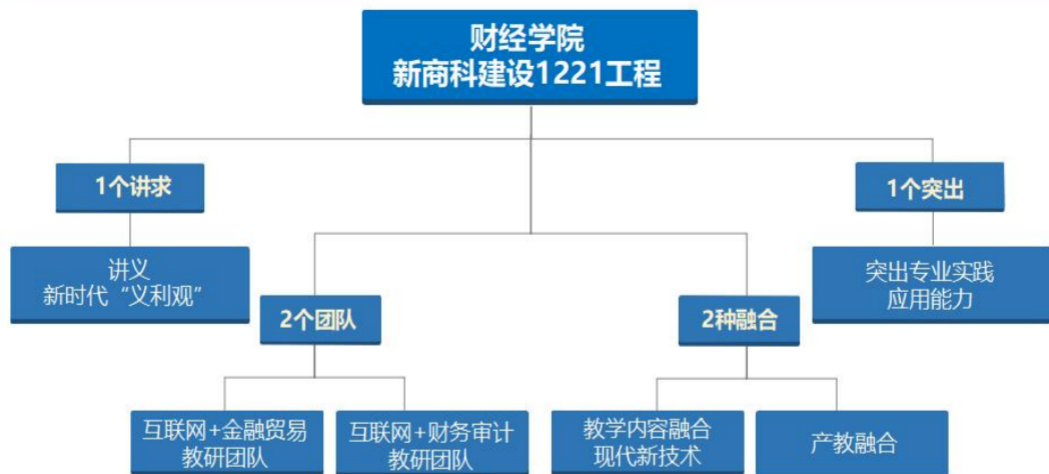 财经学院
新商科建设1221工程
1个讲求
1个突出
讲义
新时代“义利观”
突出专业实践
应用能力
2个团队
2种融合
互联网+金融贸易
教研团队
互联网+财务审计
教研团队
教学内容融合
现代新技术
产教融合